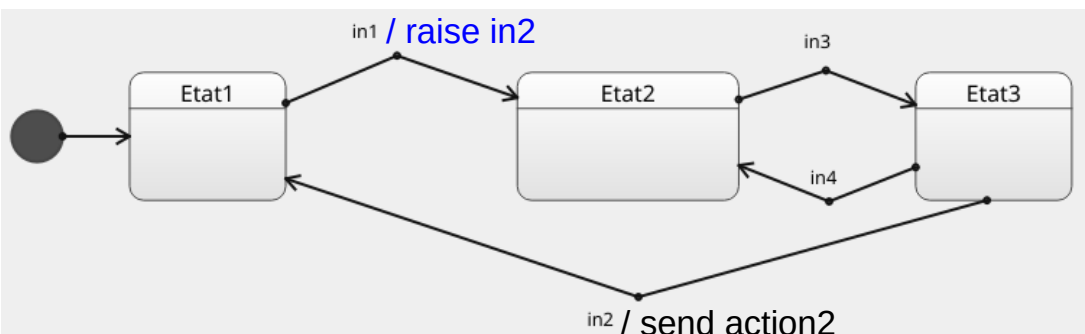 in1 / raise in2
in3
Etat1
Etat2
Etat3
in4
in2 / send action2